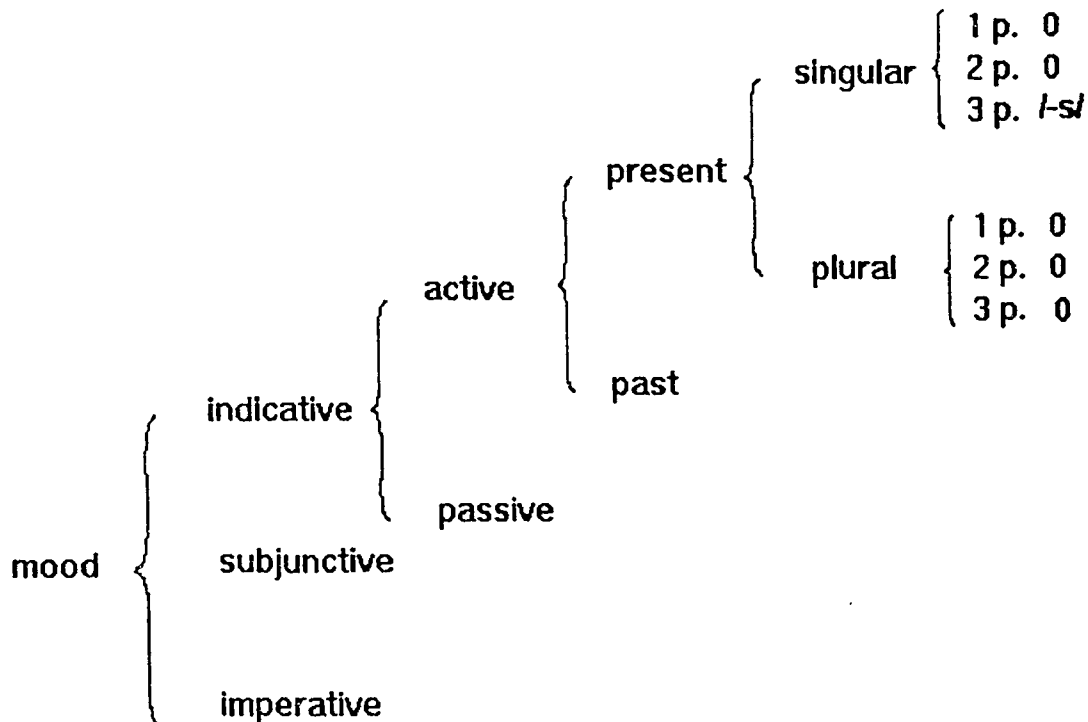 1 p. 0
2 p. 0
singular
3 p. /-s/
present
1 p. 0
plural
2 p. 0
3 p. 0
active
past
indicative
passive
mood
subjunctive
imperative